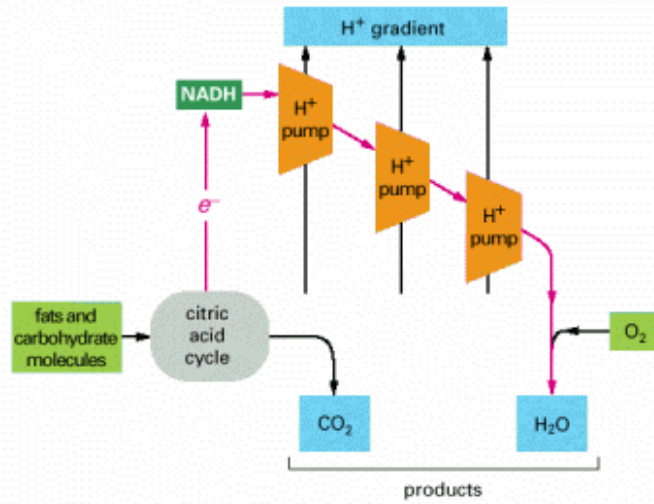 H⁺ gradient
NADH
H⁺
pump
H⁺
pump
H⁺
pump
e⁻
fats and
carbohydrate
molecules
citric
acid
cycle
O₂
CO₂
H₂O
products